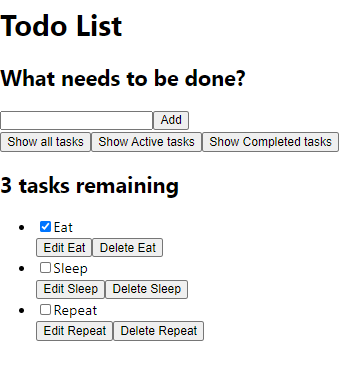 Todo List
What needs to be done?
Add
Show all tasks Show Active tasks Show Completed tasks
3 tasks remaining
Eat
Edit Eat Delete Eat
Sleep
Edit Sleep Delete Sleep
Repeat
Edit Repeat Delete Repeat